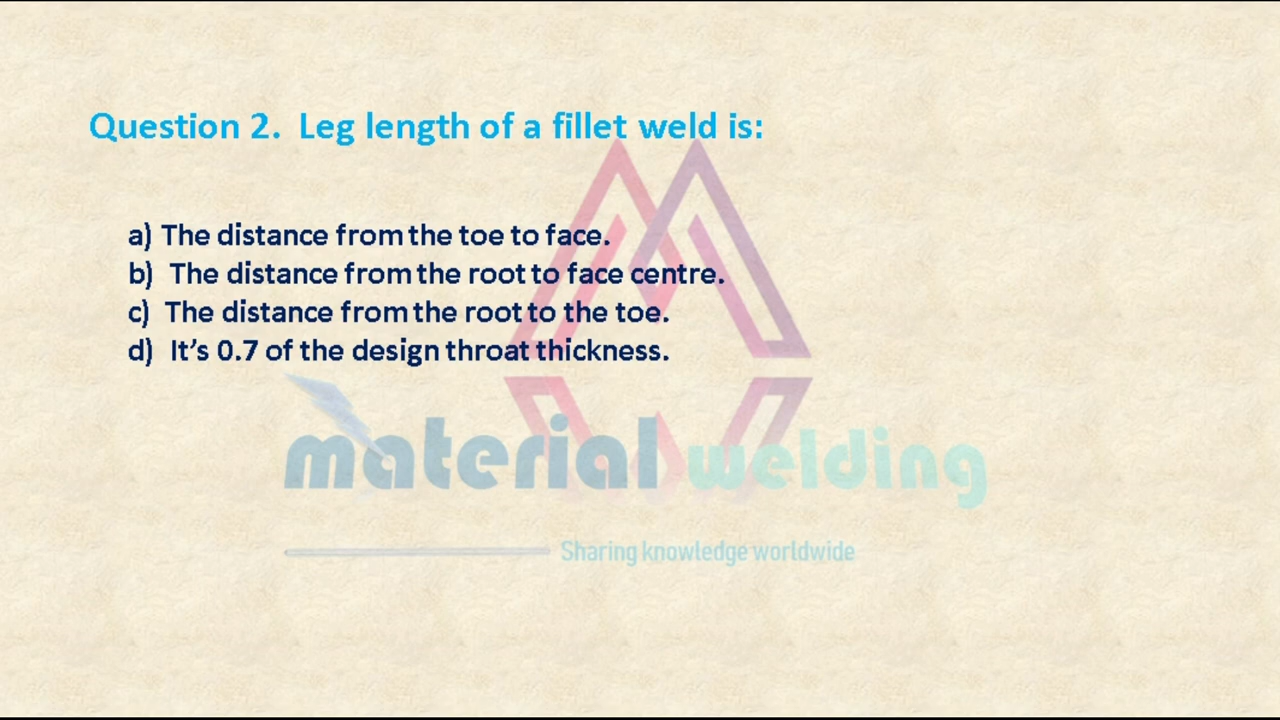 Question 2. Leg length of a fillet weld is:
a) The distance from the toe to face.
b) The distance from the root to face centre.
c) The distance from the root to the toe.
d) It’s 0.7 of the design throat thickness.
material welding
Sharing knowledge worldwide